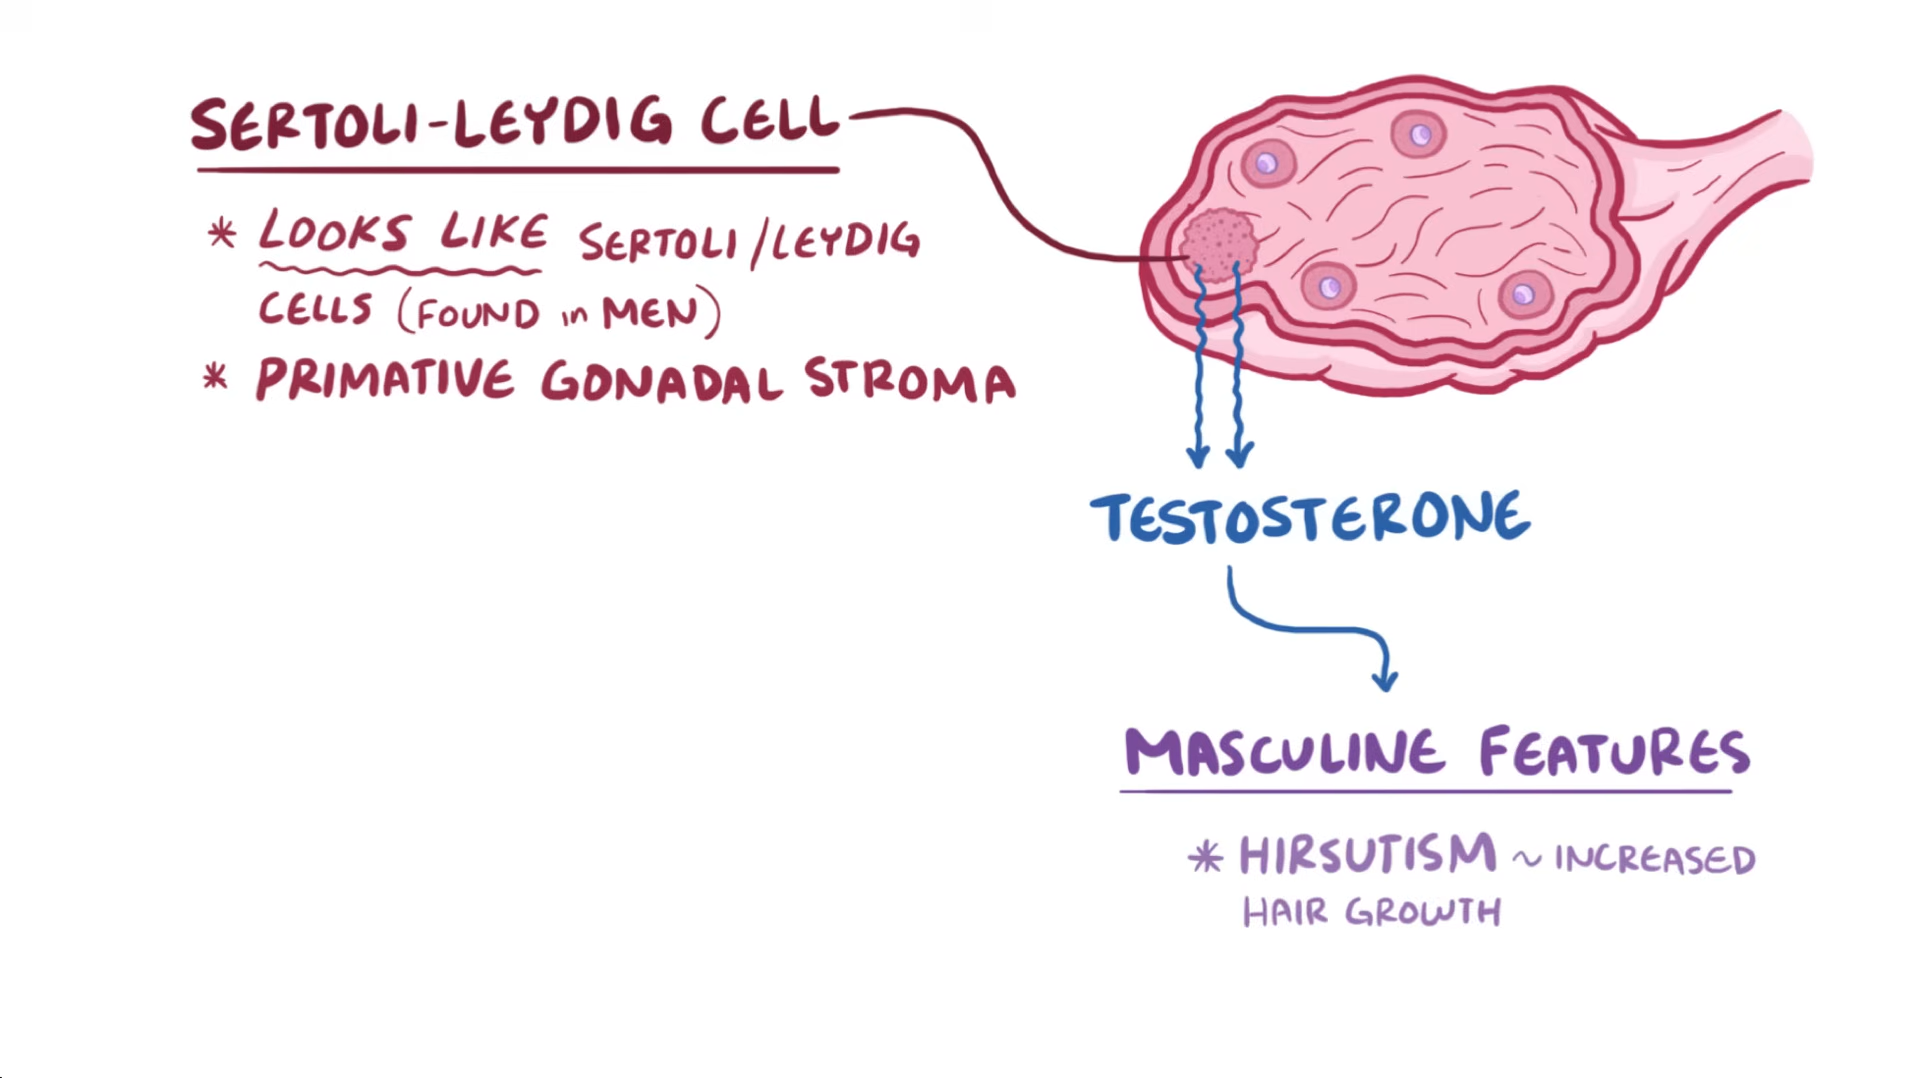 SERTOLI-LEYDIG CELL
* LOOKS LIKE SERTOLI/LEYDIG
CELLS (FOUND in MEN)
* PRIMATIVE GONADAL STROMA
TESTOSTERONE
MASCULINE FEATURES
* HIRSUTISM ~ INCREASED
HAIR GROWTH